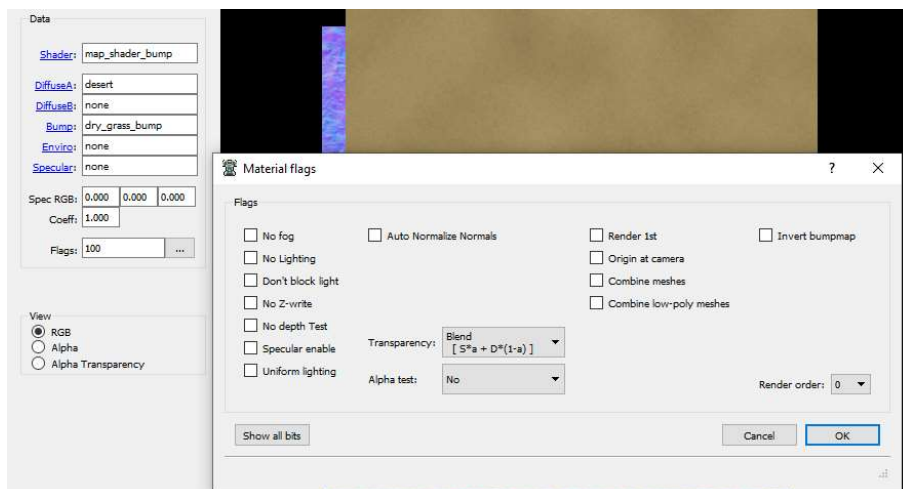 Data
Shader: map_shader_bump
DiffuseA: desert
DiffuseB: none
Bump: dry_grass_bump
Enviro: none
Specular: none
Spec RGB: 0.000 0.000 0.000
Coeff: 1.000
Flags: 100 ...
View
RGB
Alpha
Alpha Transparency
Material flags ? X
Flags
No fog Auto Normalize Normals Render 1st Invert bumpmap
No Lighting Origin at camera
Don't block light Combine meshes
No Z-write Combine low-poly meshes
No depth Test
Specular enable Transparency: Blend
[ S*a + D*(1-a) ]
Uniform lighting Alpha test: No Render order: 0
Show all bits Cancel OK